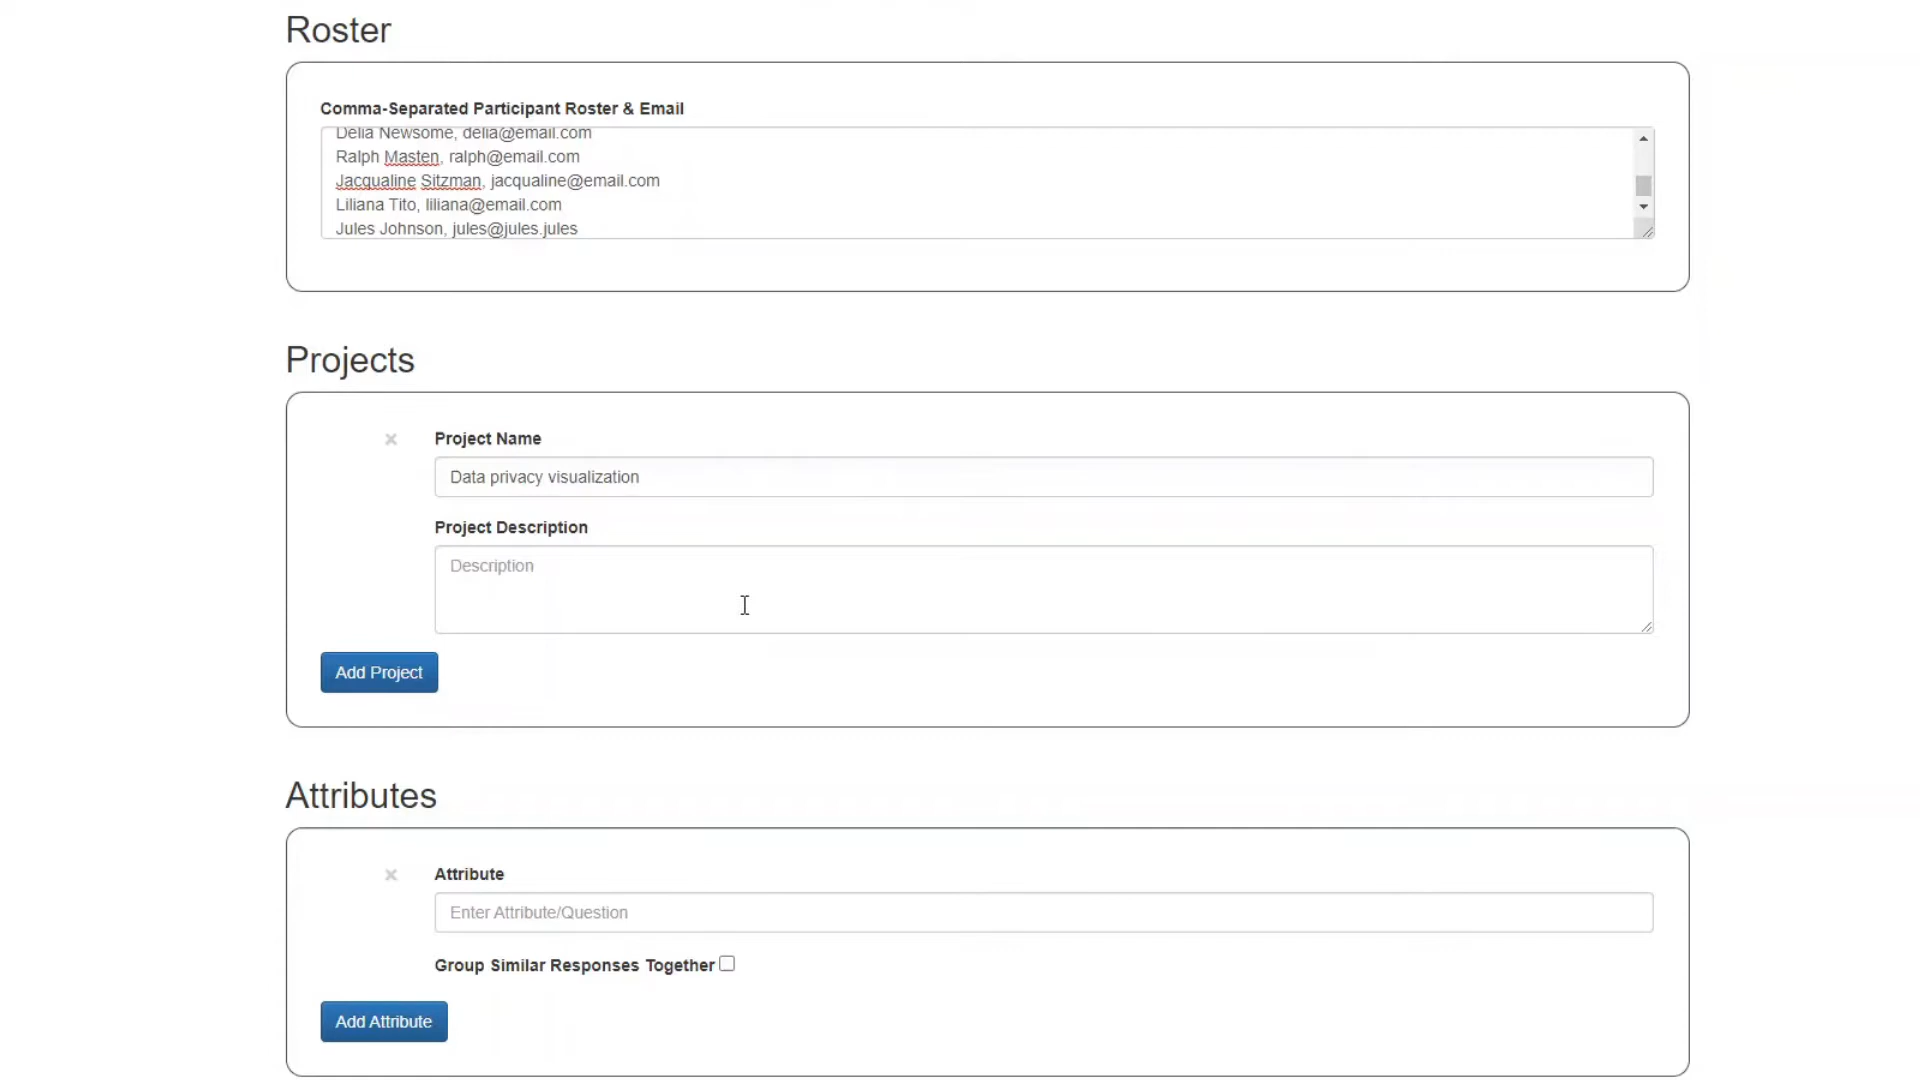 Roster
Comma-Separated Participant Roster & Email
Delia Newsome, delia@email.com
Ralph Masten, ralph@email.com
Jacqualine Sitzman, jacqualine@email.com
Liliana Tito, liliana@email.com
Jules Johnson, jules@jules.jules
Projects
Project Name
Data privacy visualization
Project Description
Description
Add Project
Attributes
Attribute
Enter Attribute/Question
Group Similar Responses Together
Add Attribute